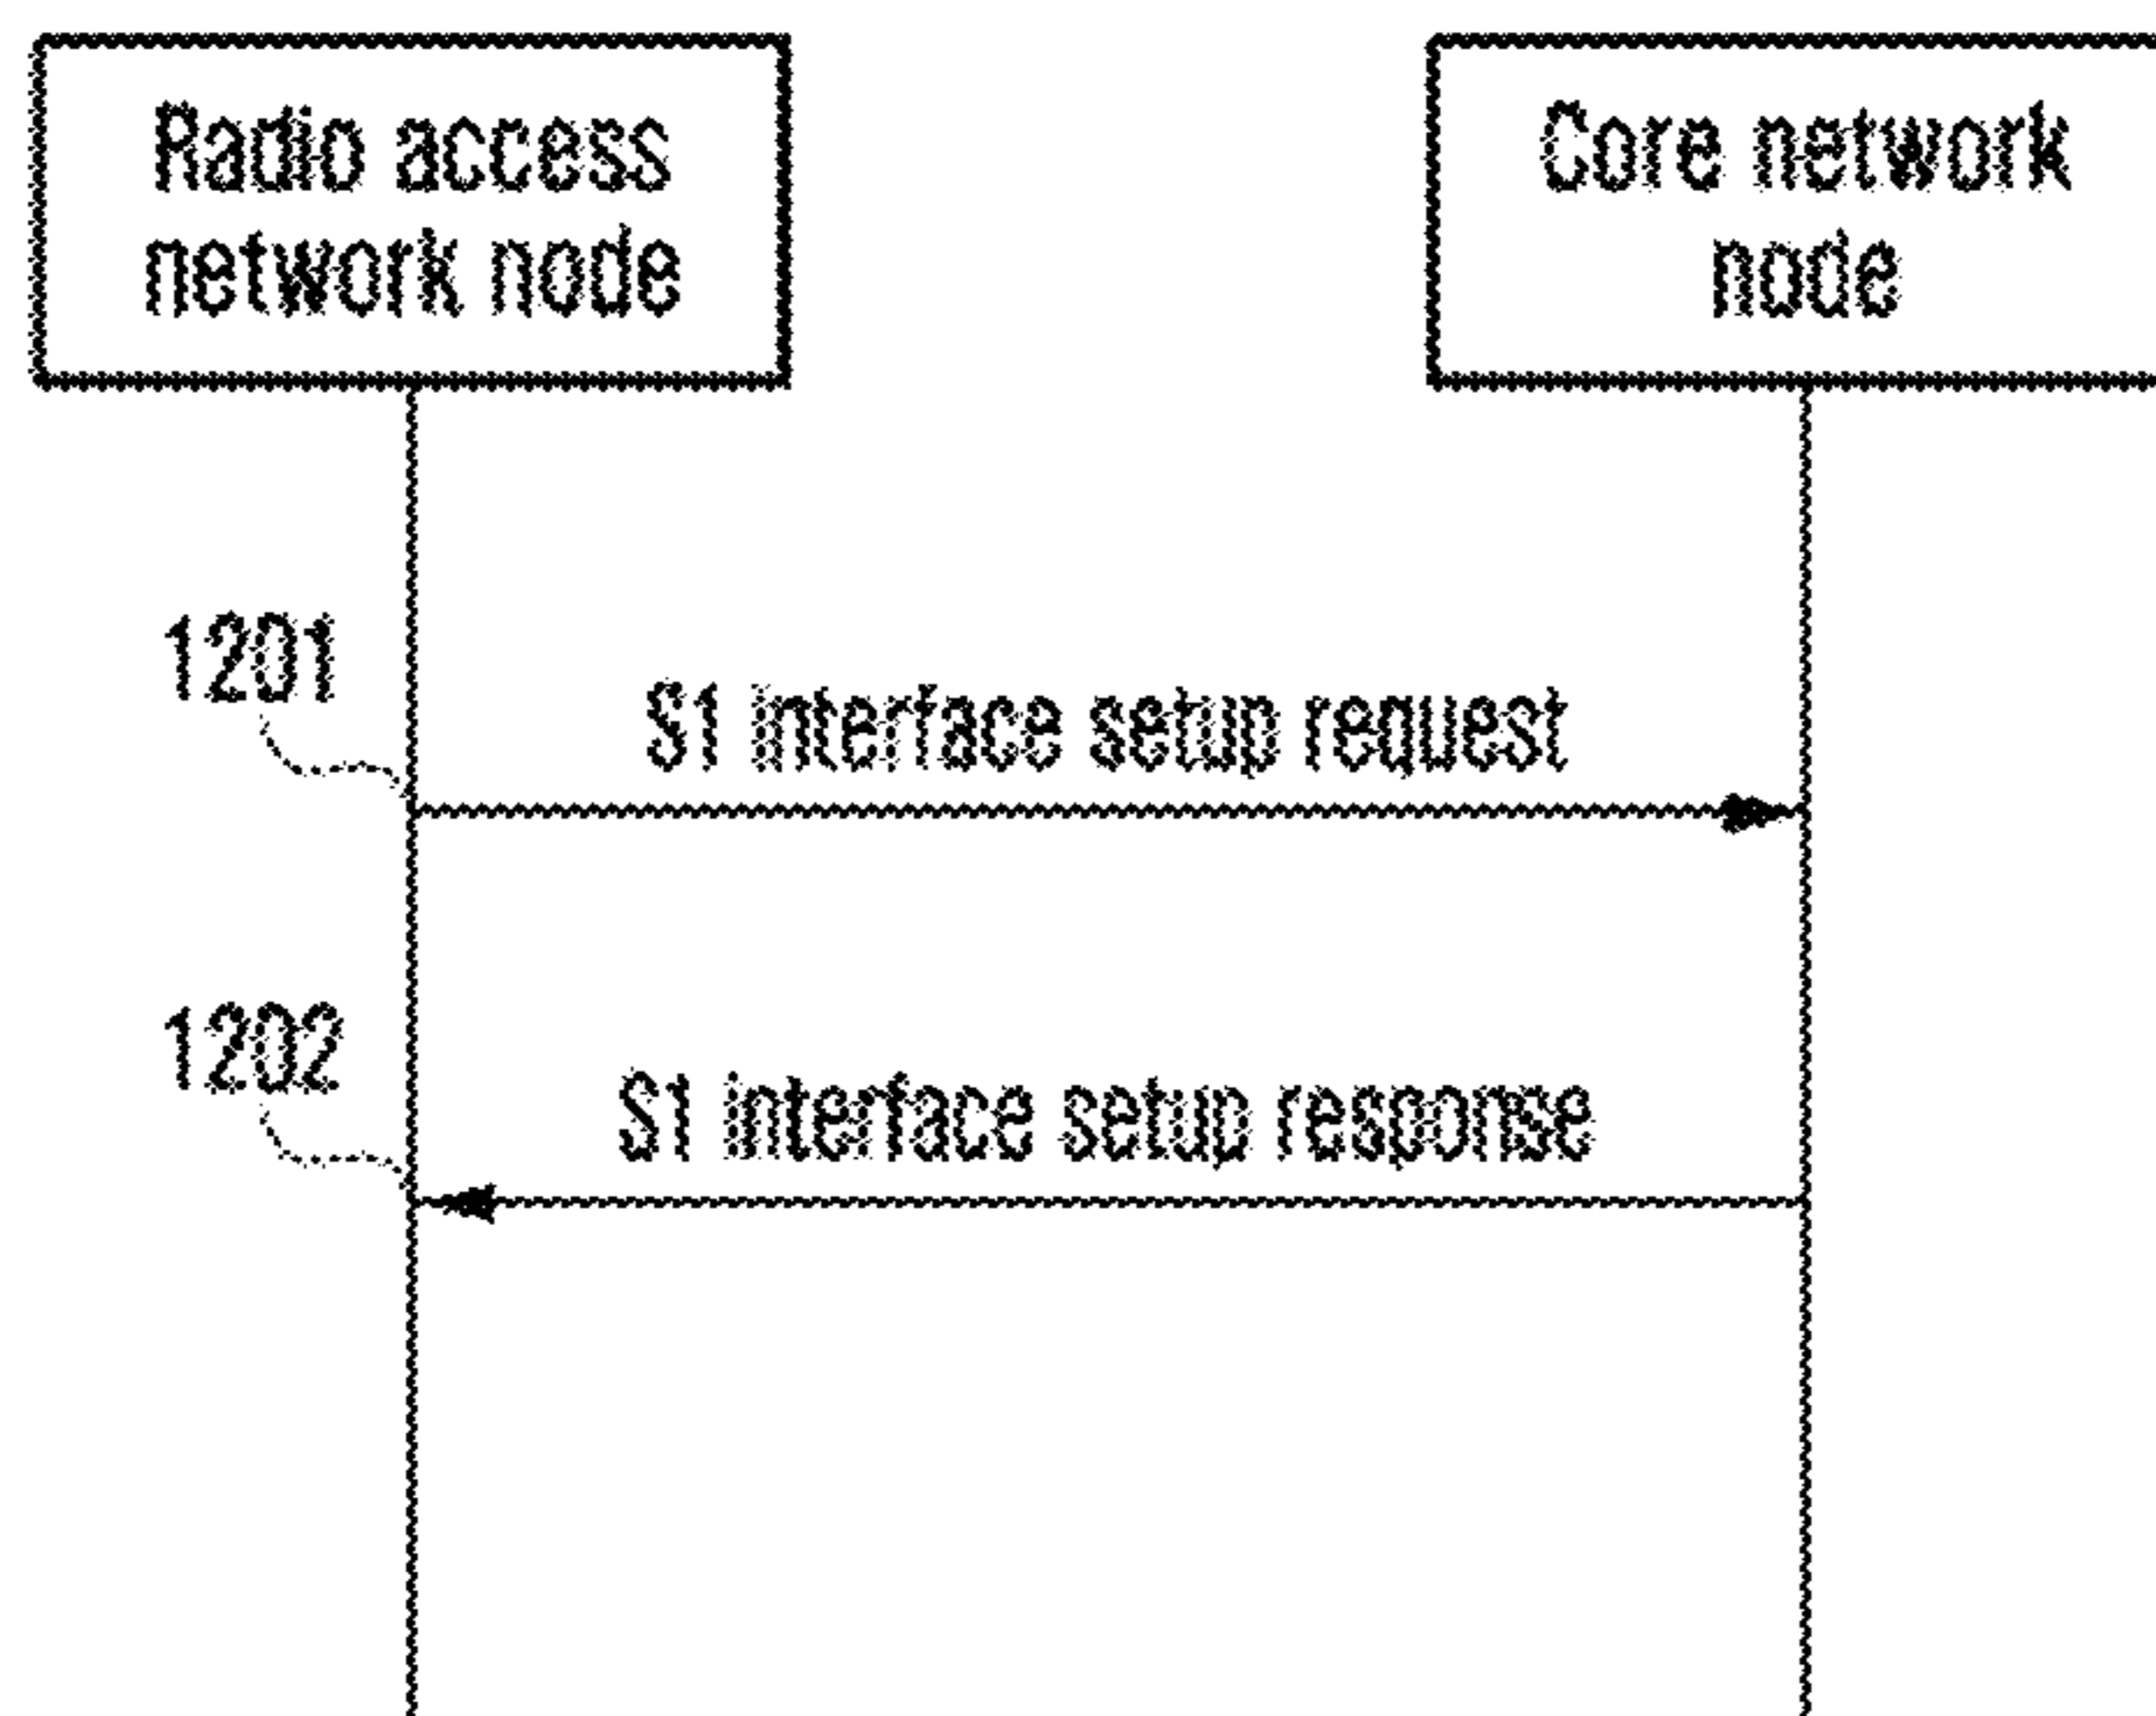 Radio access
network node
Core network
node
1201
S1 interface setup request
1202
S1 interface setup response